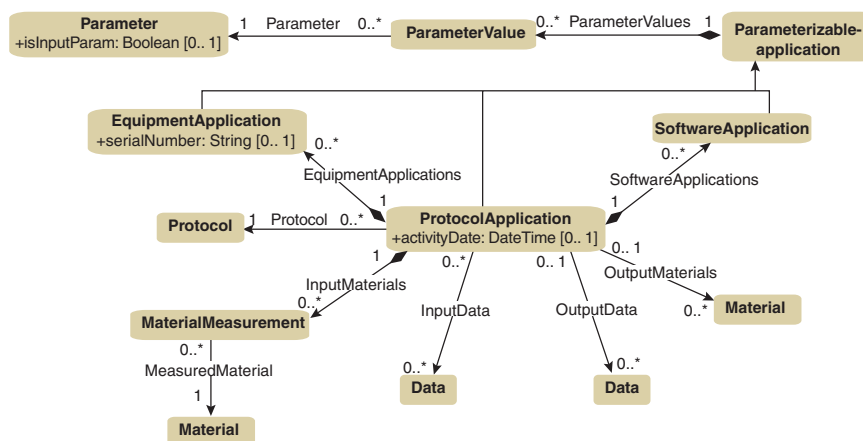 Parameter
+isInputParam: Boolean [0.. 1]
1 Parameter 0..*
ParameterValue
0..* ParameterValues 1
Parameterizable-
application
EquipmentApplication
+serialNumber: String [0.. 1]
0..*
EquipmentApplications
1
SoftwareApplication
0..*
SoftwareApplications
1
Protocol
1 Protocol 0..*
ProtocolApplication
+activityDate: DateTime [0.. 1]
1
InputMaterials
0..*
0..*
InputData
0..*
0.. 1
OutputData
0..*
0.. 1
OutputMaterials
0..*
Material
MaterialMeasurement
0..*
MeasuredMaterial
1
Material
Data
Data